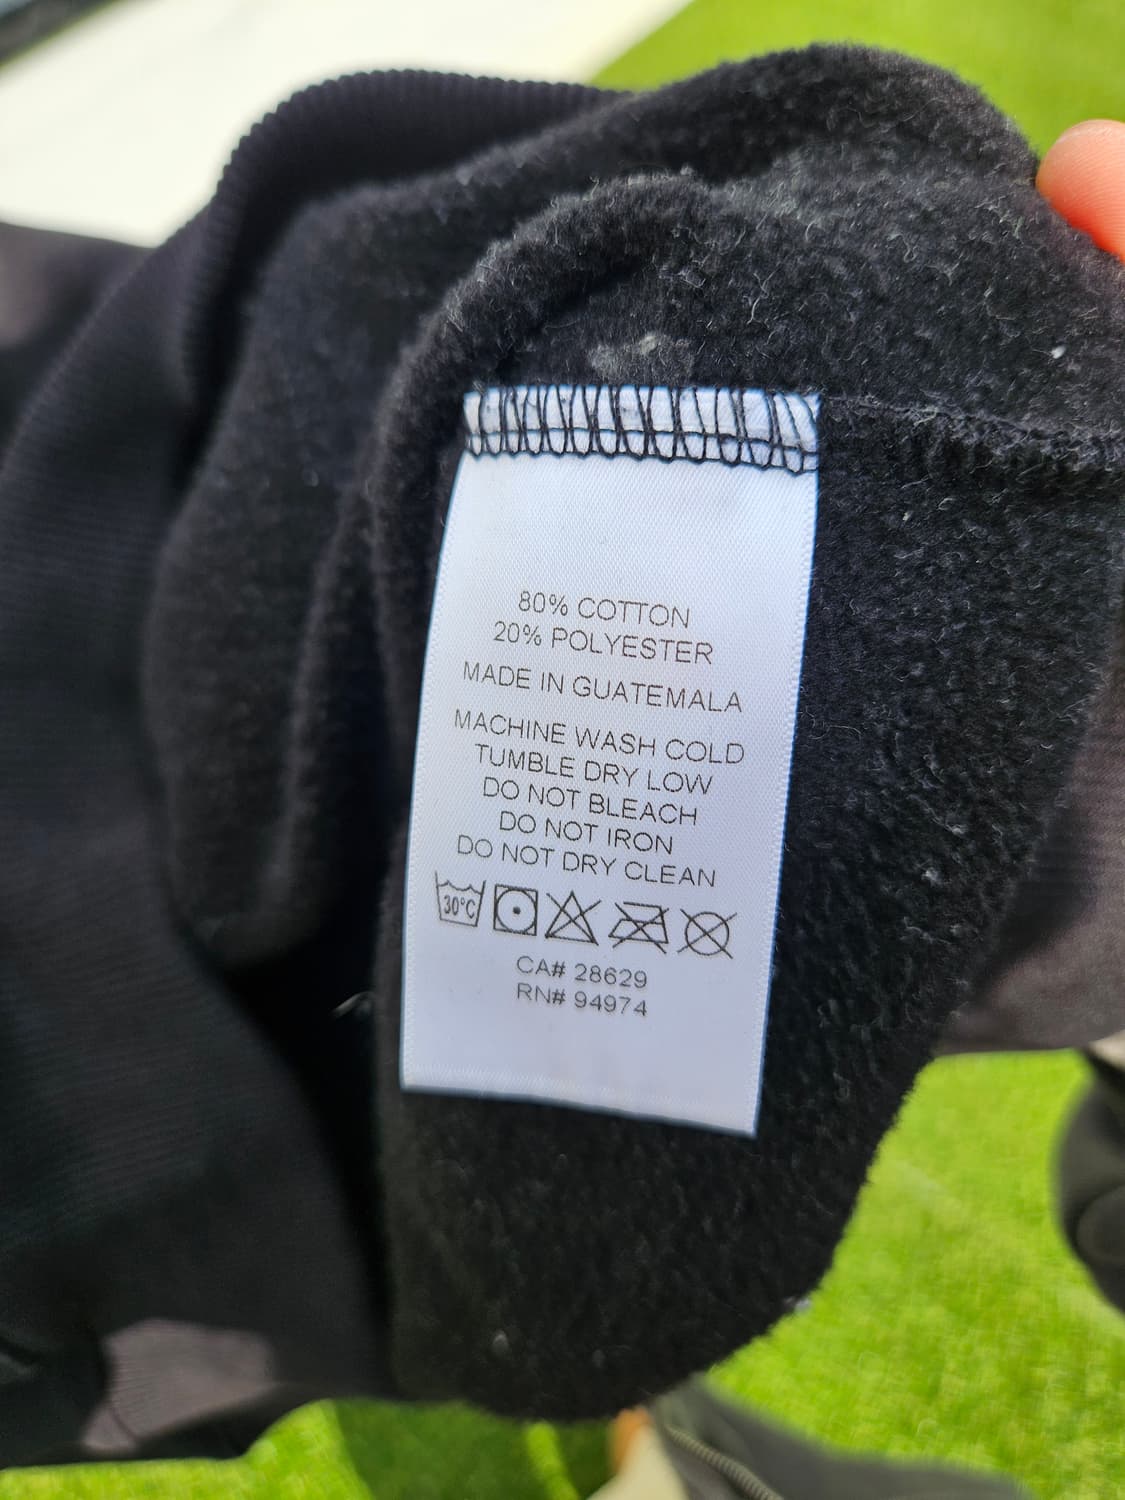 80% COTTON
20% POLYESTER
MADE IN GUATEMALA
MACHINE WASH COLD
TUMBLE DRY LOW
DO NOT BLEACH
DO NOT IRON
DO NOT DRY CLEAN
30°C
CA# 28629
RN# 94974